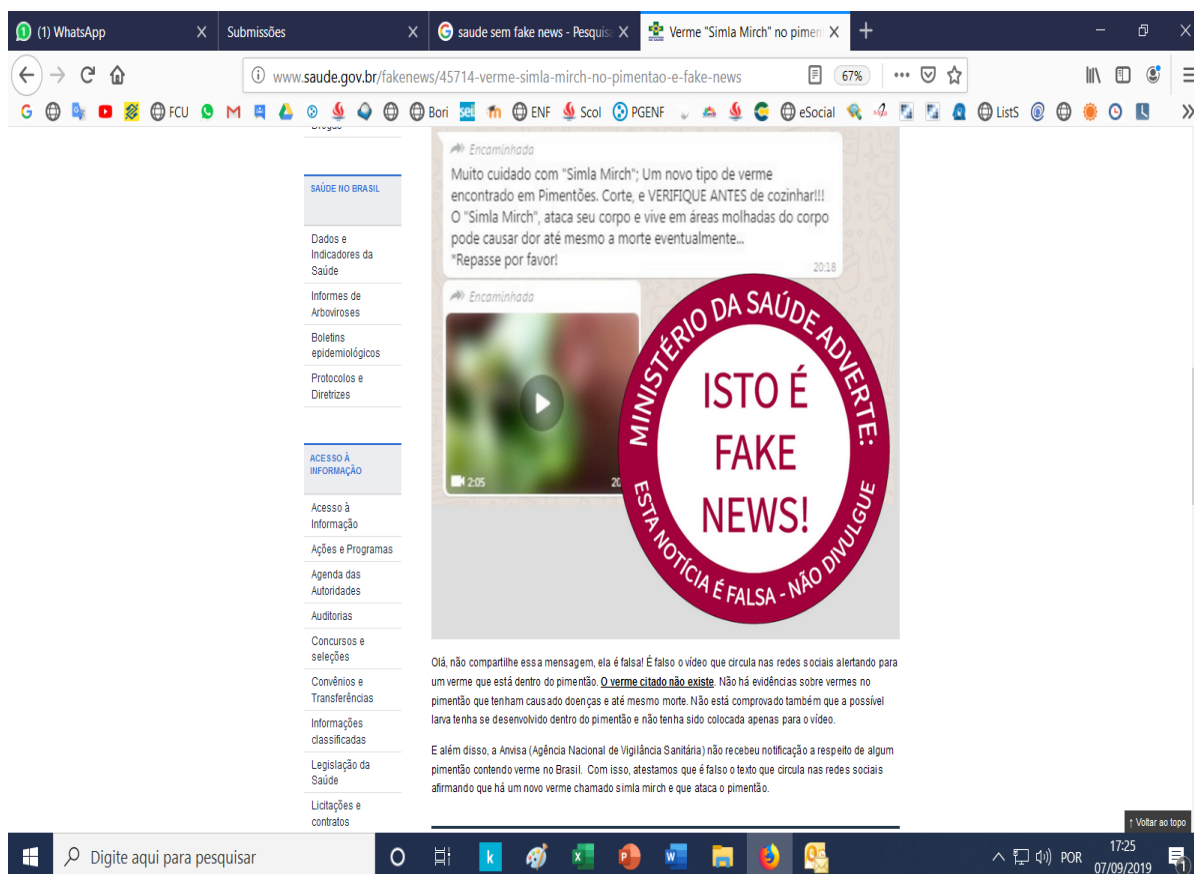 (1) WhatsApp
Submissões
saude sem fake news - Pesquis
Verme "Simla Mirch" no pimen
www.saude.gov.br/fakenews/45714-verme-simla-mirch-no-pimentao-e-fake-news
67%
FCU
Bori
sei
ENF
Scol
PGENF
eSocial
ListS
Drogas
SAÚDE NO BRASIL
Dados e
Indicadores da
Saúde
Informes de
Arboviroses
Boletins
epidemiológicos
Protocolos e
Diretrizes
ACESSO À
INFORMAÇÃO
Acesso à
Informação
Ações e Programas
Agenda das
Autoridades
Auditorias
Concursos e
seleções
Convênios e
Transferências
Informações
classificadas
Legislação da
Saúde
Licitações e
contratos
Encaminhada
Muito cuidado com "Simla Mirch"; Um novo tipo de verme
encontrado em Pimentões. Corte, e VERIFIQUE ANTES de cozinhar!!!
O "Simla Mirch", ataca seu corpo e vive em áreas molhadas do corpo
pode causar dor até mesmo a morte eventualmente...
*Repasse por favor!
20:18
Encaminhada
2:05
20
MINISTÉRIO DA SAÚDE ADVERTE:
ISTO É
FAKE
NEWS!
ESTA NOTÍCIA É FALSA - NÃO DIVULGUE
Olá, não compartilhe essa mensagem, ela é falsa! É falso o vídeo que circula nas redes sociais alertando para
um verme que está dentro do pimentão. O verme citado não existe. Não há evidências sobre vermes no
pimentão que tenham causado doenças e até mesmo morte. Não está comprovado também que a possível
larva tenha se desenvolvido dentro do pimentão e não tenha sido colocada apenas para o vídeo.
E além disso, a Anvisa (Agência Nacional de Vigilância Sanitária) não recebeu notificação a respeito de algum
pimentão contendo verme no Brasil. Com isso, atestamos que é falso o texto que circula nas redes sociais
afirmando que há um novo verme chamado simla mirch e que ataca o pimentão.
↑ Voltar ao topo
Digite aqui para pesquisar
POR
17:25
07/09/2019
1